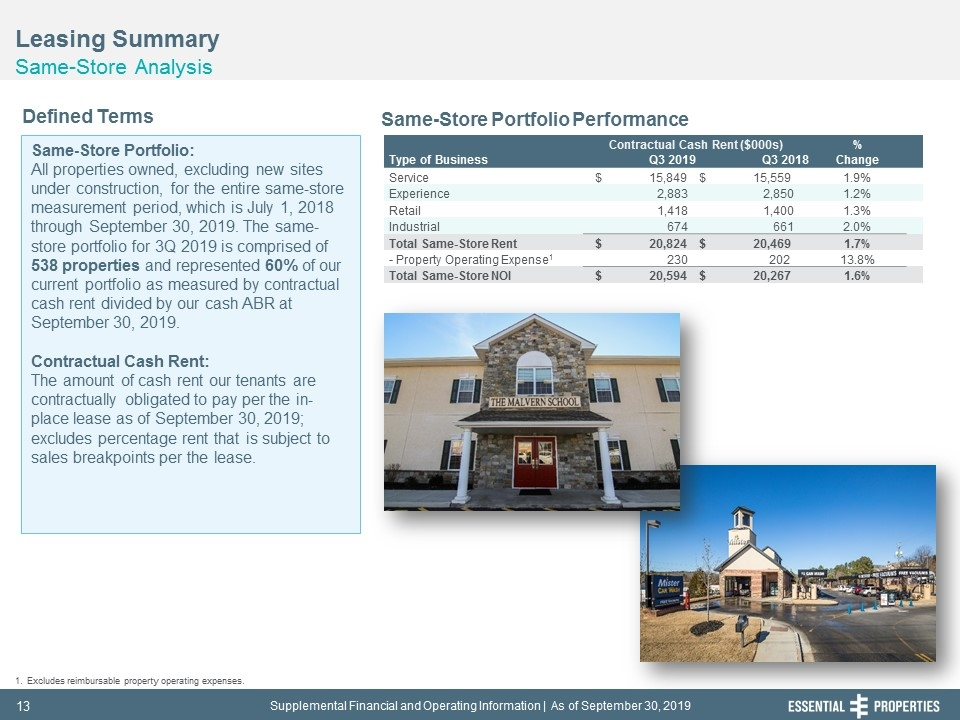 Leasing Summary
Same-Store Analysis
Defined Terms
Same-Store Portfolio:
All properties owned, excluding new sites
under construction, for the entire same-store
measurement period, which is July 1, 2018
through September 30, 2019. The same-
store portfolio for 3Q 2019 is comprised of
538 properties and represented 60% of our
current portfolio as measured by contractual
cash rent divided by our cash ABR at
September 30, 2019.
Contractual Cash Rent:
The amount of cash rent our tenants are
contractually obligated to pay per the in-
place lease as of September 30, 2019;
excludes percentage rent that is subject to
sales breakpoints per the lease.
Same-Store Portfolio Performance
Contractual Cash Rent ($000s) %
Type of Business Q3 2019 Q3 2018 Change
Service $ 15,849 $ 15,559 1.9%
Experience 2,883 2,850 1.2%
Retail 1,418 1,400 1.3%
Industrial 674 661 2.0%
Total Same-Store Rent $ 20,824 $ 20,469 1.7%
- Property Operating Expense1 230 202 13.8%
Total Same-Store NOI $ 20,594 $ 20,267 1.6%
THE MALVERN SCHOOL
Mister
Car Wash
FREE VACUUMS
1. Excludes reimbursable property operating expenses.
13
Supplemental Financial and Operating Information | As of September 30, 2019
ESSENTIAL PROPERTIES